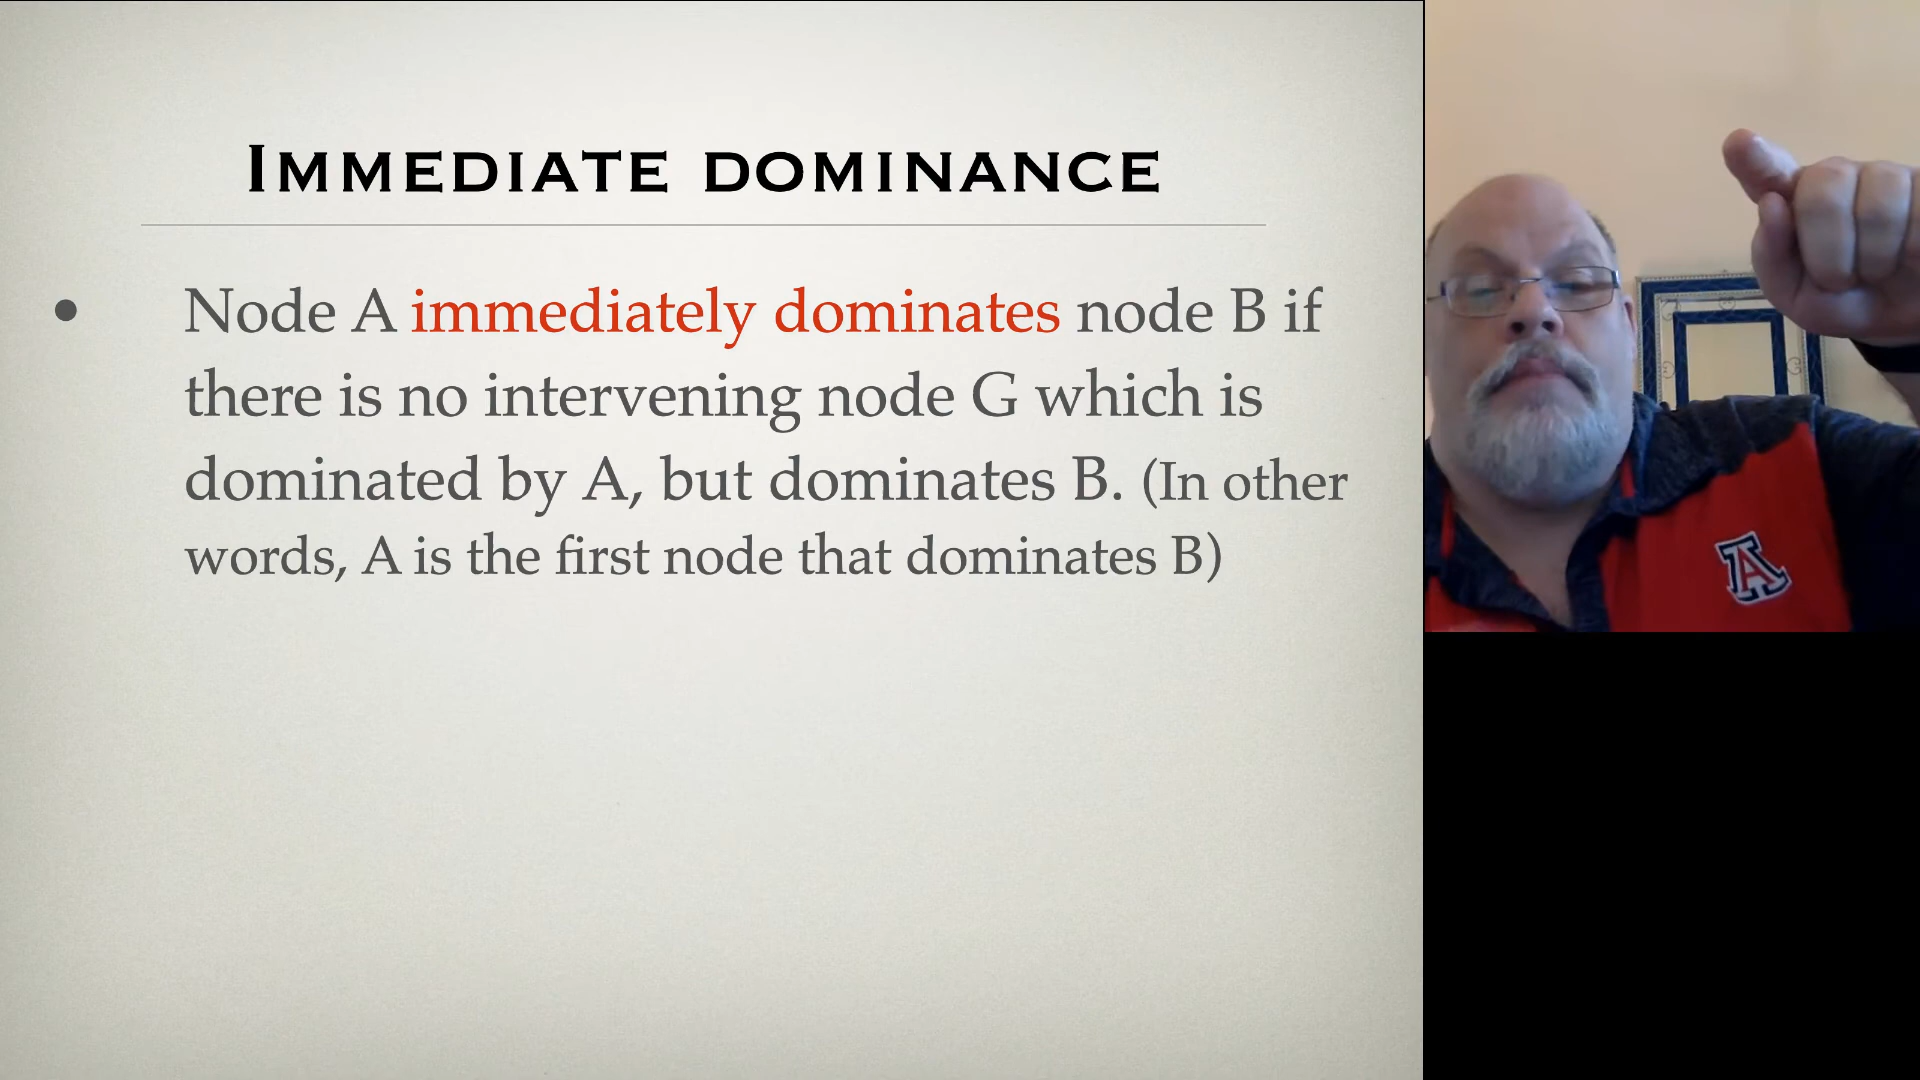 IMMEDIATE DOMINANCE
• Node A immediately dominates node B if
there is no intervening node G which is
dominated by A, but dominates B. (In other
words, A is the first node that dominates B)
A